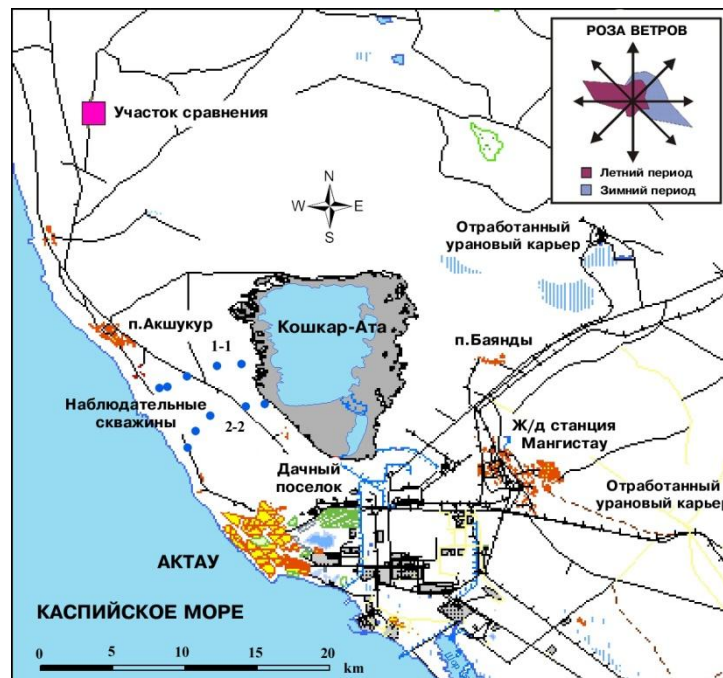 РОЗА ВЕТРОВ
Летний период
Зимний период
Участок сравнения
N
W E
S
Отработанный
урановый карьер
Кошкар-Ата
п.Акшукур
п.Баянды
1-1
Наблюдательные
скважины
2-2
Ж/д станция
Мангистау
Дачный
поселок
Отработанный
урановый карьер
АКТАУ
КАСПИЙСКОЕ МОРЕ
0 5 10 15 20
km